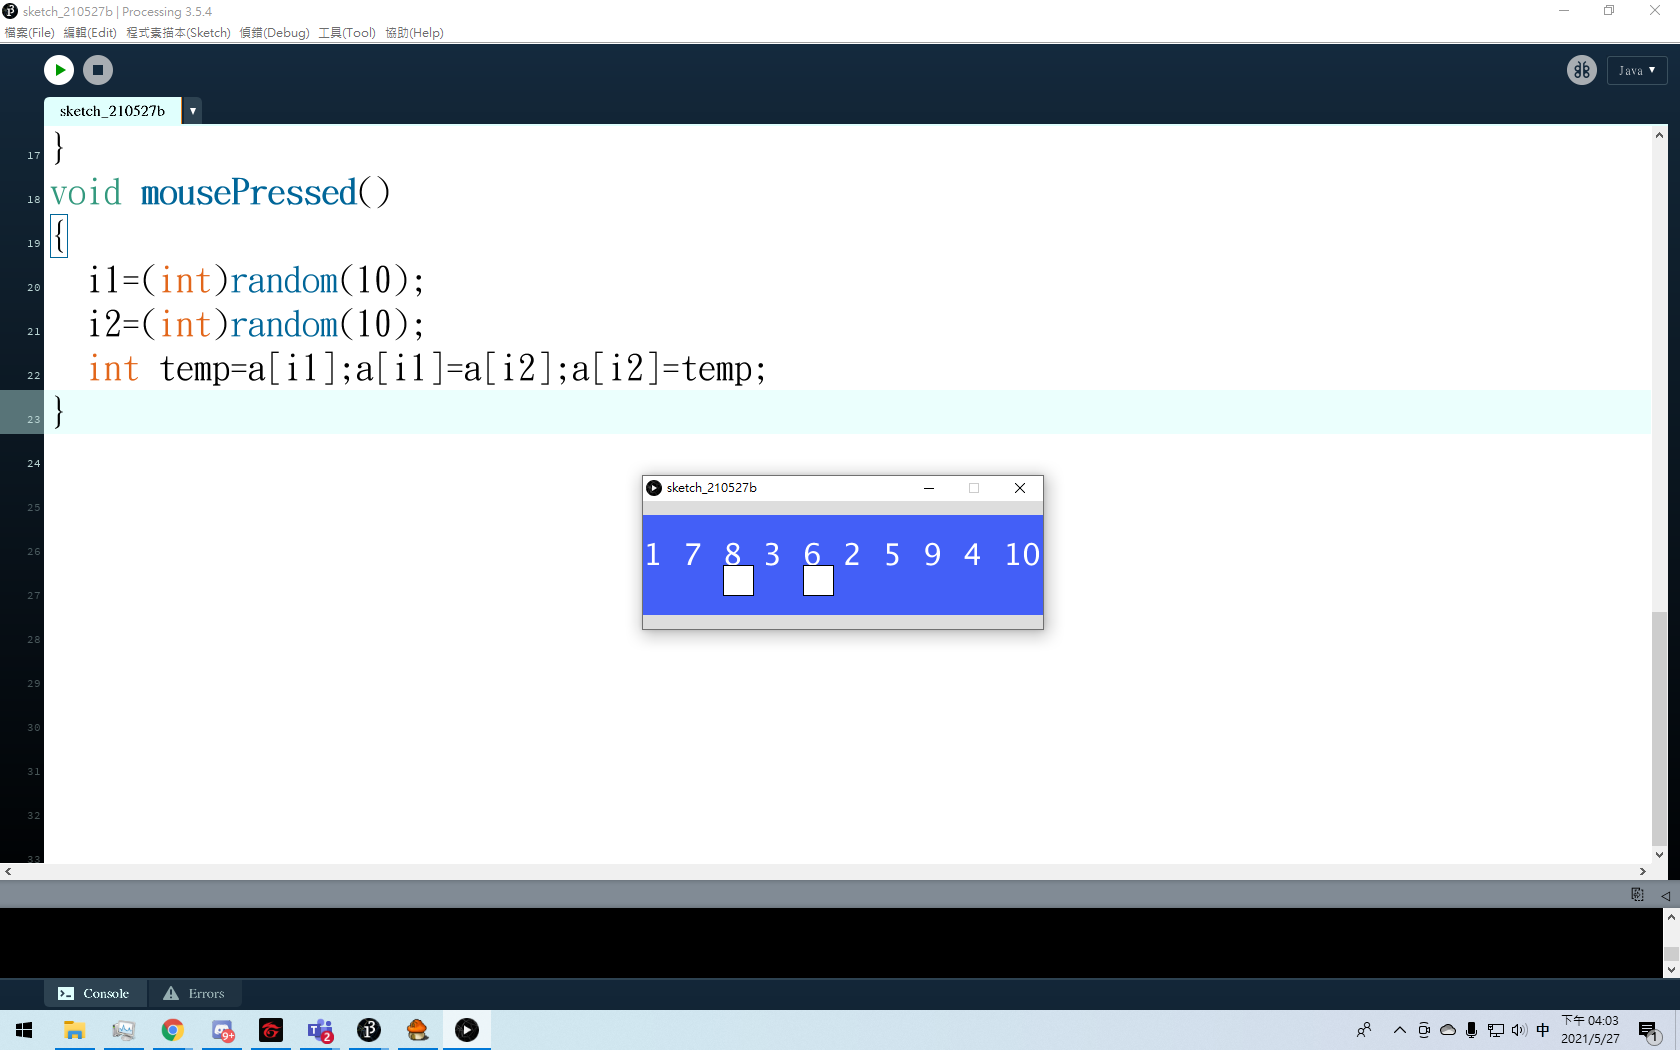 sketch_210527b | Processing 3.5.4
檔案(File) 編輯(Edit) 程式素描本(Sketch) 偵錯(Debug) 工具(Tool) 協助(Help)
Java ▼
sketch_210527b ▼
17 }
18 void mousePressed()
19 {
20 i1=(int)random(10);
21 i2=(int)random(10);
22 int temp=a[i1];a[i1]=a[i2];a[i2]=temp;
23 }
24
sketch_210527b
25
26
1 7 8 3 6 2 5 9 4 10
27
28
29
30
31
32
33
Console Errors
9+ 2
中 下午 04:03
2021/5/27 1